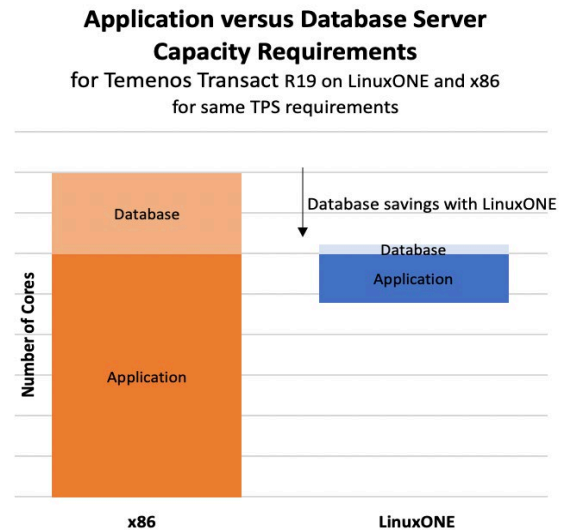 Application versus Database Server
Capacity Requirements
for Temenos Transact R19 on LinuxONE and x86
for same TPS requirements
Database
Database savings with LinuxONE
Database
Application
Application
Number of Cores
x86
LinuxONE